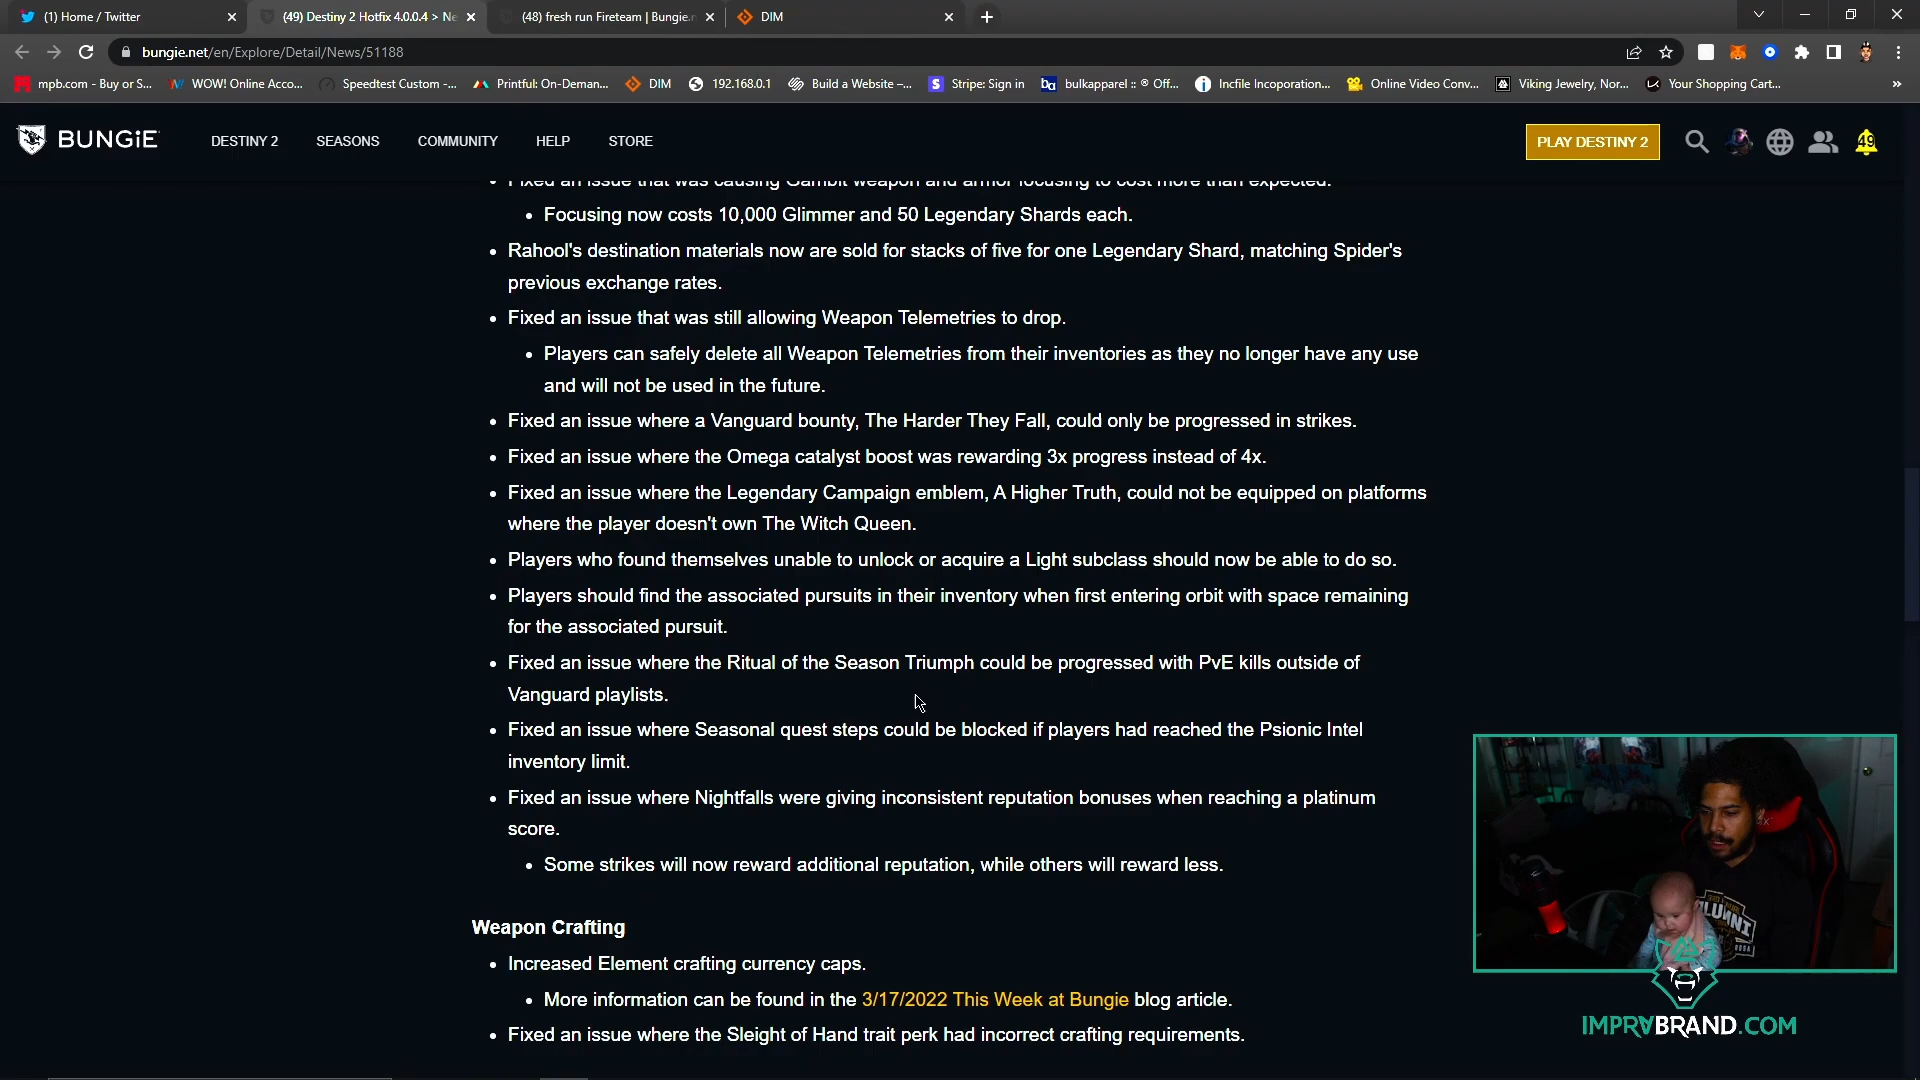 (1) Home / Twitter
(49) Destiny 2 Hotfix 4.0.0.4 > Ne
(48) fresh run Fireteam | Bungie.n
DIM
bungie.net/en/Explore/Detail/News/51188
mpb.com - Buy or S...
WOW! Online Acco...
Speedtest Custom -...
Printful: On-Deman...
DIM
192.168.0.1
Build a Website –...
Stripe: Sign in
bulkapparel :: ® Off...
Incfile Incoporation...
Online Video Conv...
Viking Jewelry, Nor...
Your Shopping Cart...
BUNGiE
DESTINY 2
SEASONS
COMMUNITY
HELP
STORE
PLAY DESTINY 2
49
Fixed an issue that was causing Gambit weapon and armor focusing to cost more than expected.
Focusing now costs 10,000 Glimmer and 50 Legendary Shards each.
Rahool's destination materials now are sold for stacks of five for one Legendary Shard, matching Spider's
previous exchange rates.
Fixed an issue that was still allowing Weapon Telemetries to drop.
Players can safely delete all Weapon Telemetries from their inventories as they no longer have any use
and will not be used in the future.
Fixed an issue where a Vanguard bounty, The Harder They Fall, could only be progressed in strikes.
Fixed an issue where the Omega catalyst boost was rewarding 3x progress instead of 4x.
Fixed an issue where the Legendary Campaign emblem, A Higher Truth, could not be equipped on platforms
where the player doesn't own The Witch Queen.
Players who found themselves unable to unlock or acquire a Light subclass should now be able to do so.
Players should find the associated pursuits in their inventory when first entering orbit with space remaining
for the associated pursuit.
Fixed an issue where the Ritual of the Season Triumph could be progressed with PvE kills outside of
Vanguard playlists.
Fixed an issue where Seasonal quest steps could be blocked if players had reached the Psionic Intel
inventory limit.
Fixed an issue where Nightfalls were giving inconsistent reputation bonuses when reaching a platinum
score.
Some strikes will now reward additional reputation, while others will reward less.
Weapon Crafting
Increased Element crafting currency caps.
More information can be found in the 3/17/2022 This Week at Bungie blog article.
Fixed an issue where the Sleight of Hand trait perk had incorrect crafting requirements.
IMPRVBRAND.COM